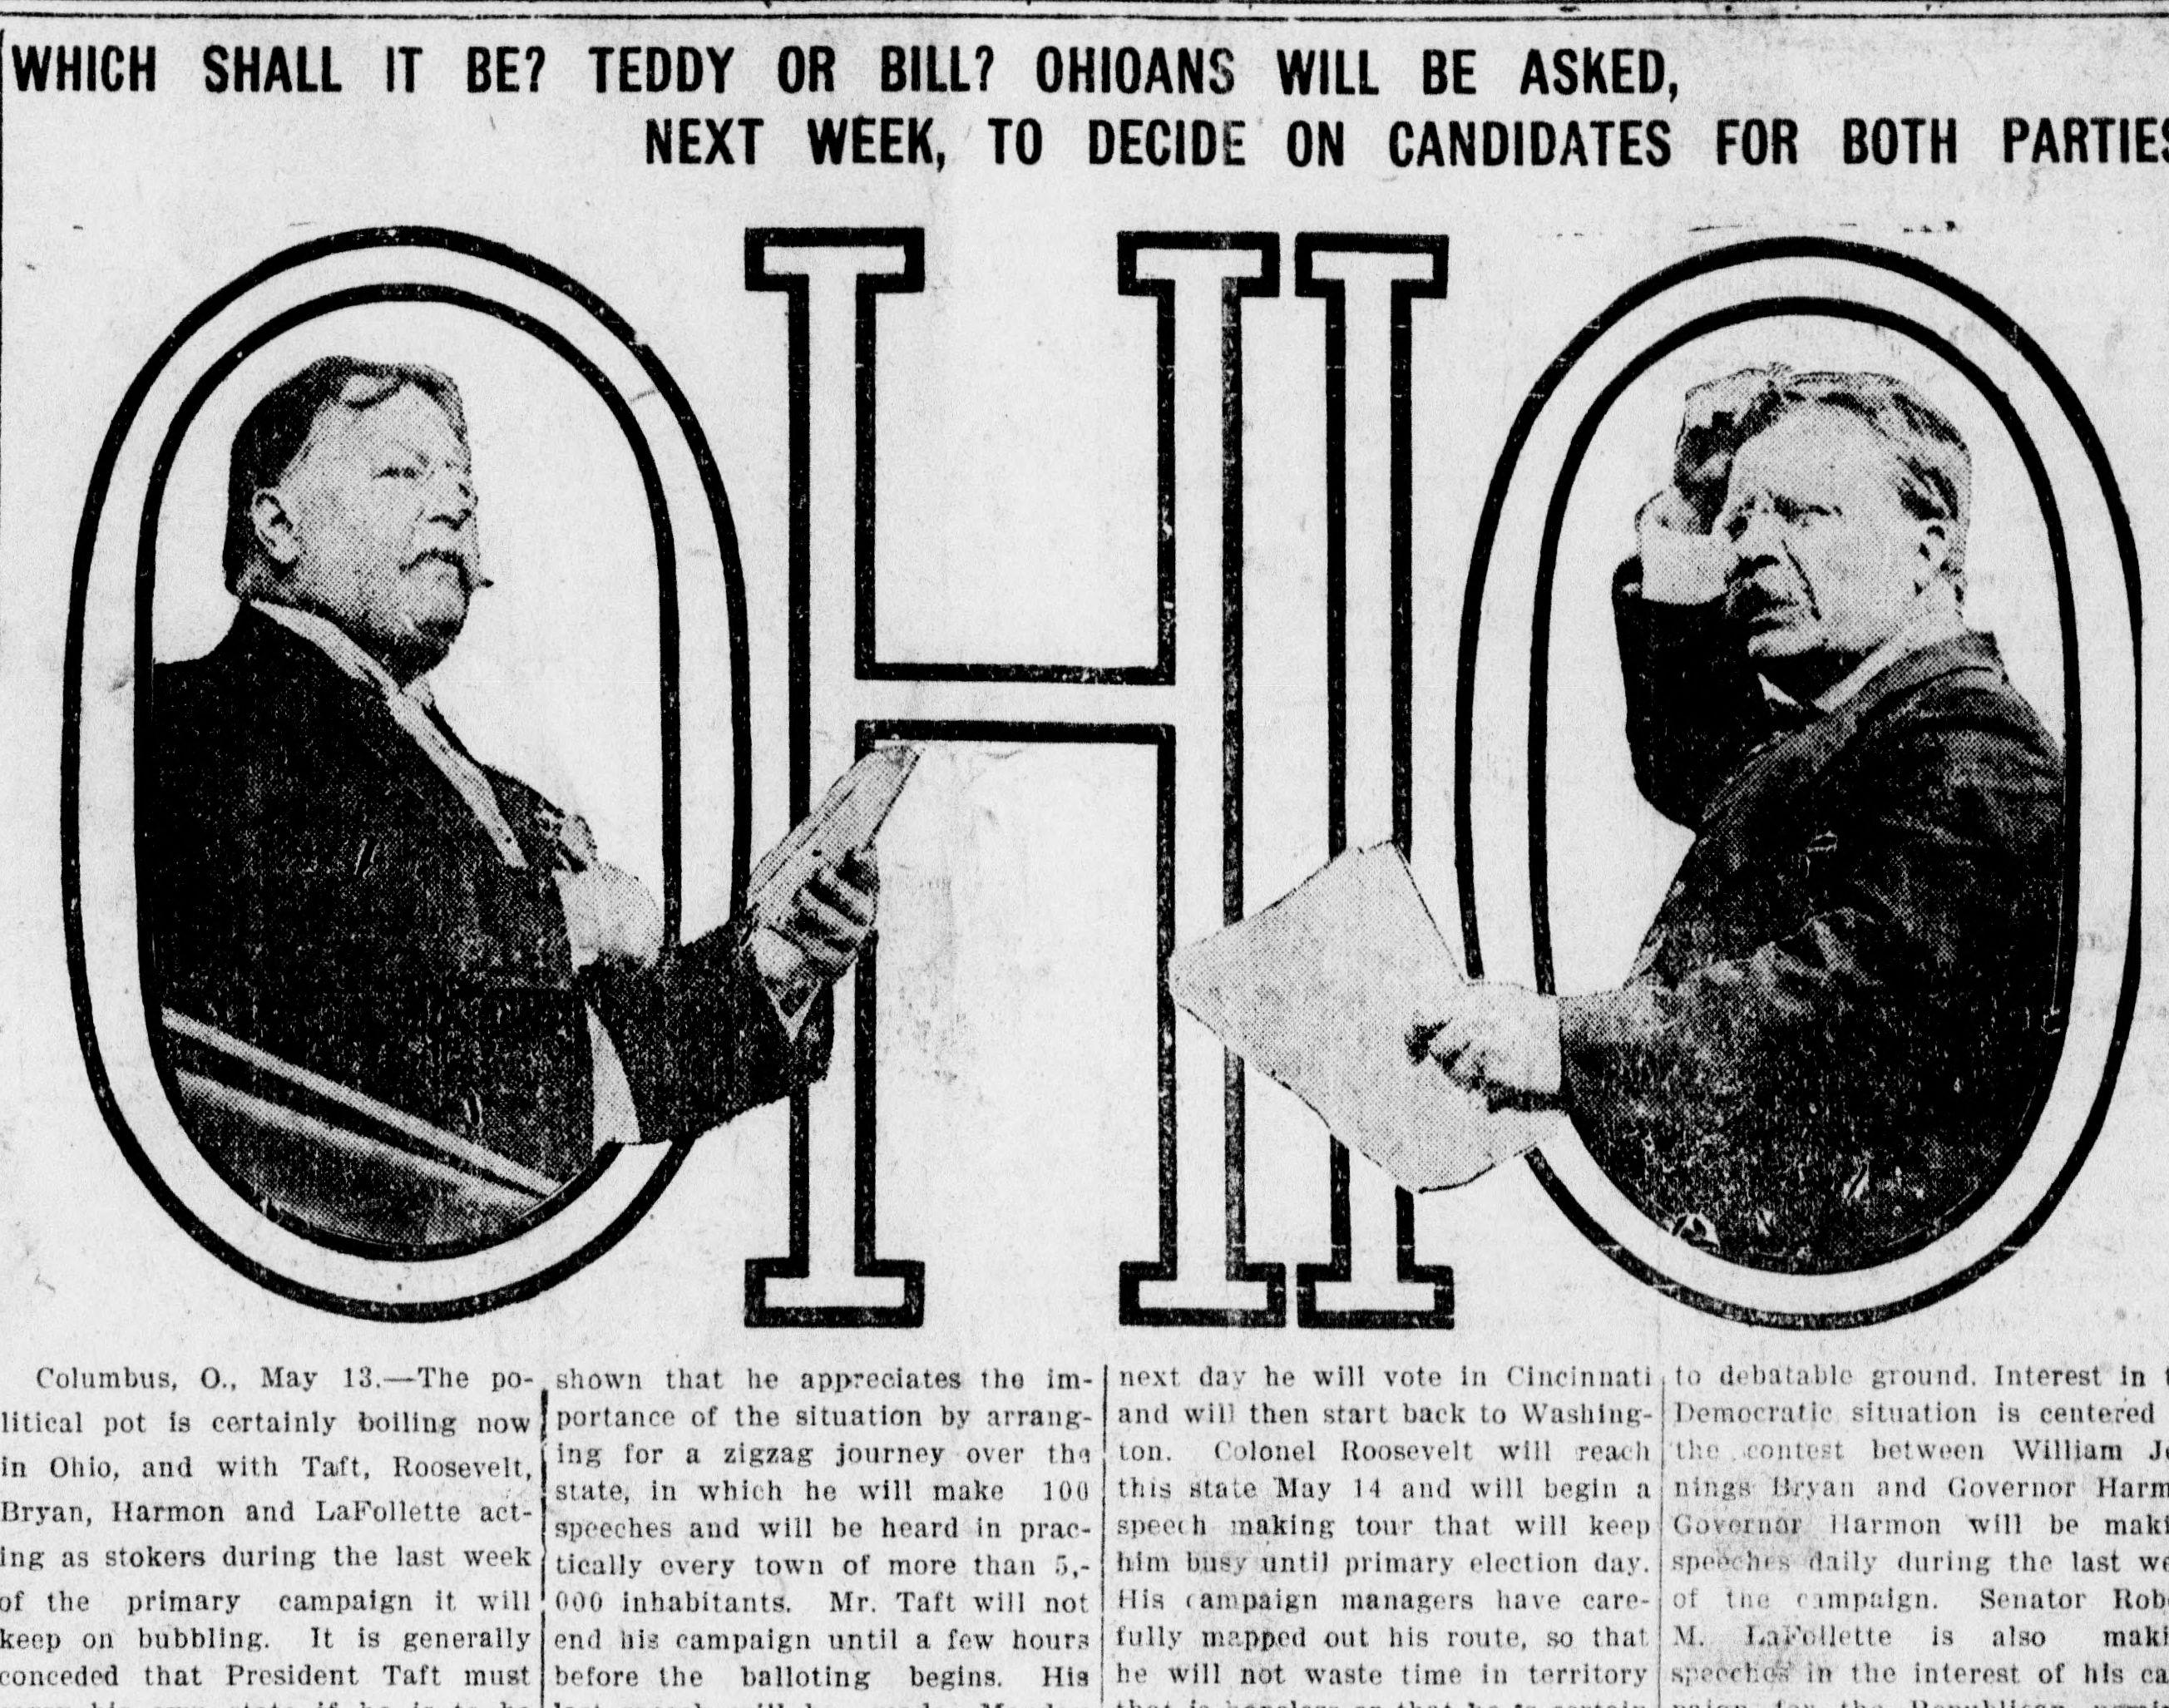 WHICH SHALL IT BE? TEDDY OR BILL? OHIOANS WILL BE ASKED,
NEXT WEEK, TO DECIDE ON CANDIDATES FOR BOTH PARTIES
OHIO
Columbus, O., May 13.—The po-
litical pot is certainly boiling now
in Ohio, and with Taft, Roosevelt,
Bryan, Harmon and LaFollette act-
ing as stokers during the last week
of the primary campaign it will
keep on bubbling. It is generally
conceded that President Taft must
shown that he appreciates the im-
portance of the situation by arrang-
ing for a zigzag journey over the
state, in which he will make 100
speeches and will be heard in prac-
tically every town of more than 5,-
000 inhabitants. Mr. Taft will not
end his campaign until a few hours
before the balloting begins. His
next day he will vote in Cincinnati
and will then start back to Washing-
ton. Colonel Roosevelt will reach
this state May 14 and will begin a
speech making tour that will keep
him busy until primary election day.
His campaign managers have care-
fully mapped out his route, so that
he will not waste time in territory
to debatable ground. Interest in
Democratic situation is centered
the contest between William Je
nings Bryan and Governor Harm
Governor Harmon will be maki
speeches daily during the last we
of the campaign. Senator Rob
M. LaFollette is also maki
speeches in the interest of his ca